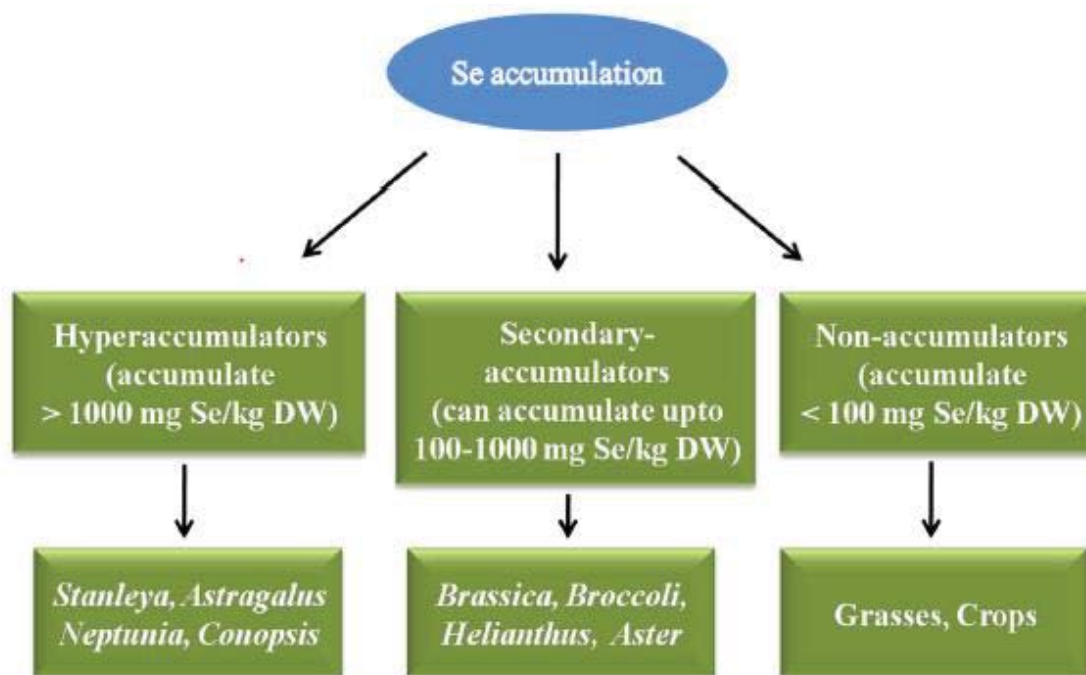 Se accumulation
Hyperaccumulators
(accumulate
> 1000 mg Se/kg DW)
Secondary-
accumulators
(can accumulate upto
100-1000 mg Se/kg DW)
Non-accumulators
(accumulate
< 100 mg Se/kg DW)
Stanleya, Astragalus
Neptunia, Conopsis
Brassica, Broccoli,
Helianthus, Aster
Grasses, Crops